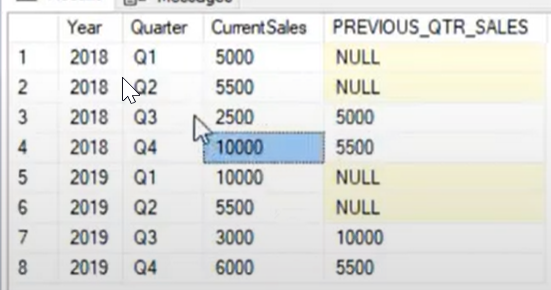 Messages
Year Quarter CurrentSales PREVIOUS_QTR_SALES
1 2018 Q1 5000 NULL
2 2018 Q2 5500 NULL
3 2018 Q3 2500 5000
4 2018 Q4 10000 5500
5 2019 Q1 10000 NULL
6 2019 Q2 5500 NULL
7 2019 Q3 3000 10000
8 2019 Q4 6000 5500